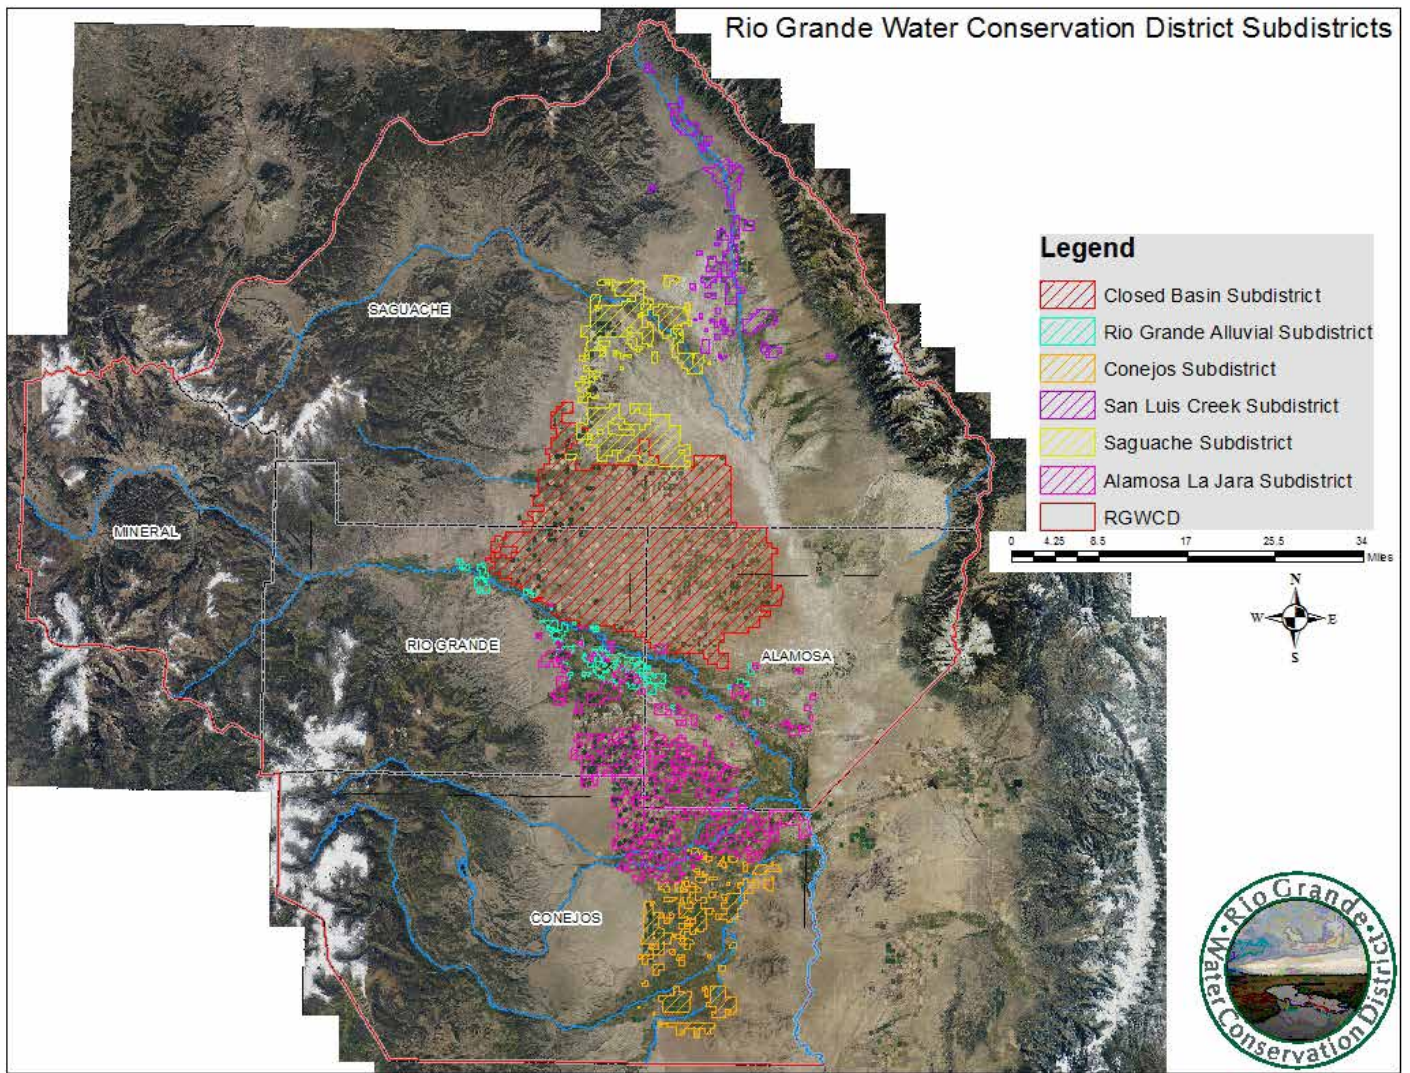 Rio Grande Water Conservation District Subdistricts
Legend
Closed Basin Subdistrict
Rio Grande Alluvial Subdistrict
Conejos Subdistrict
San Luis Creek Subdistrict
Saguache Subdistrict
Alamosa La Jara Subdistrict
RGWCD
0 4.25 8.5 17 25.5 34
Miles
N
W E
S
SAGUACHE
MINERAL
RIO GRANDE
ALAMOSA
CONEJOS
Rio Grande
Water Conservation District